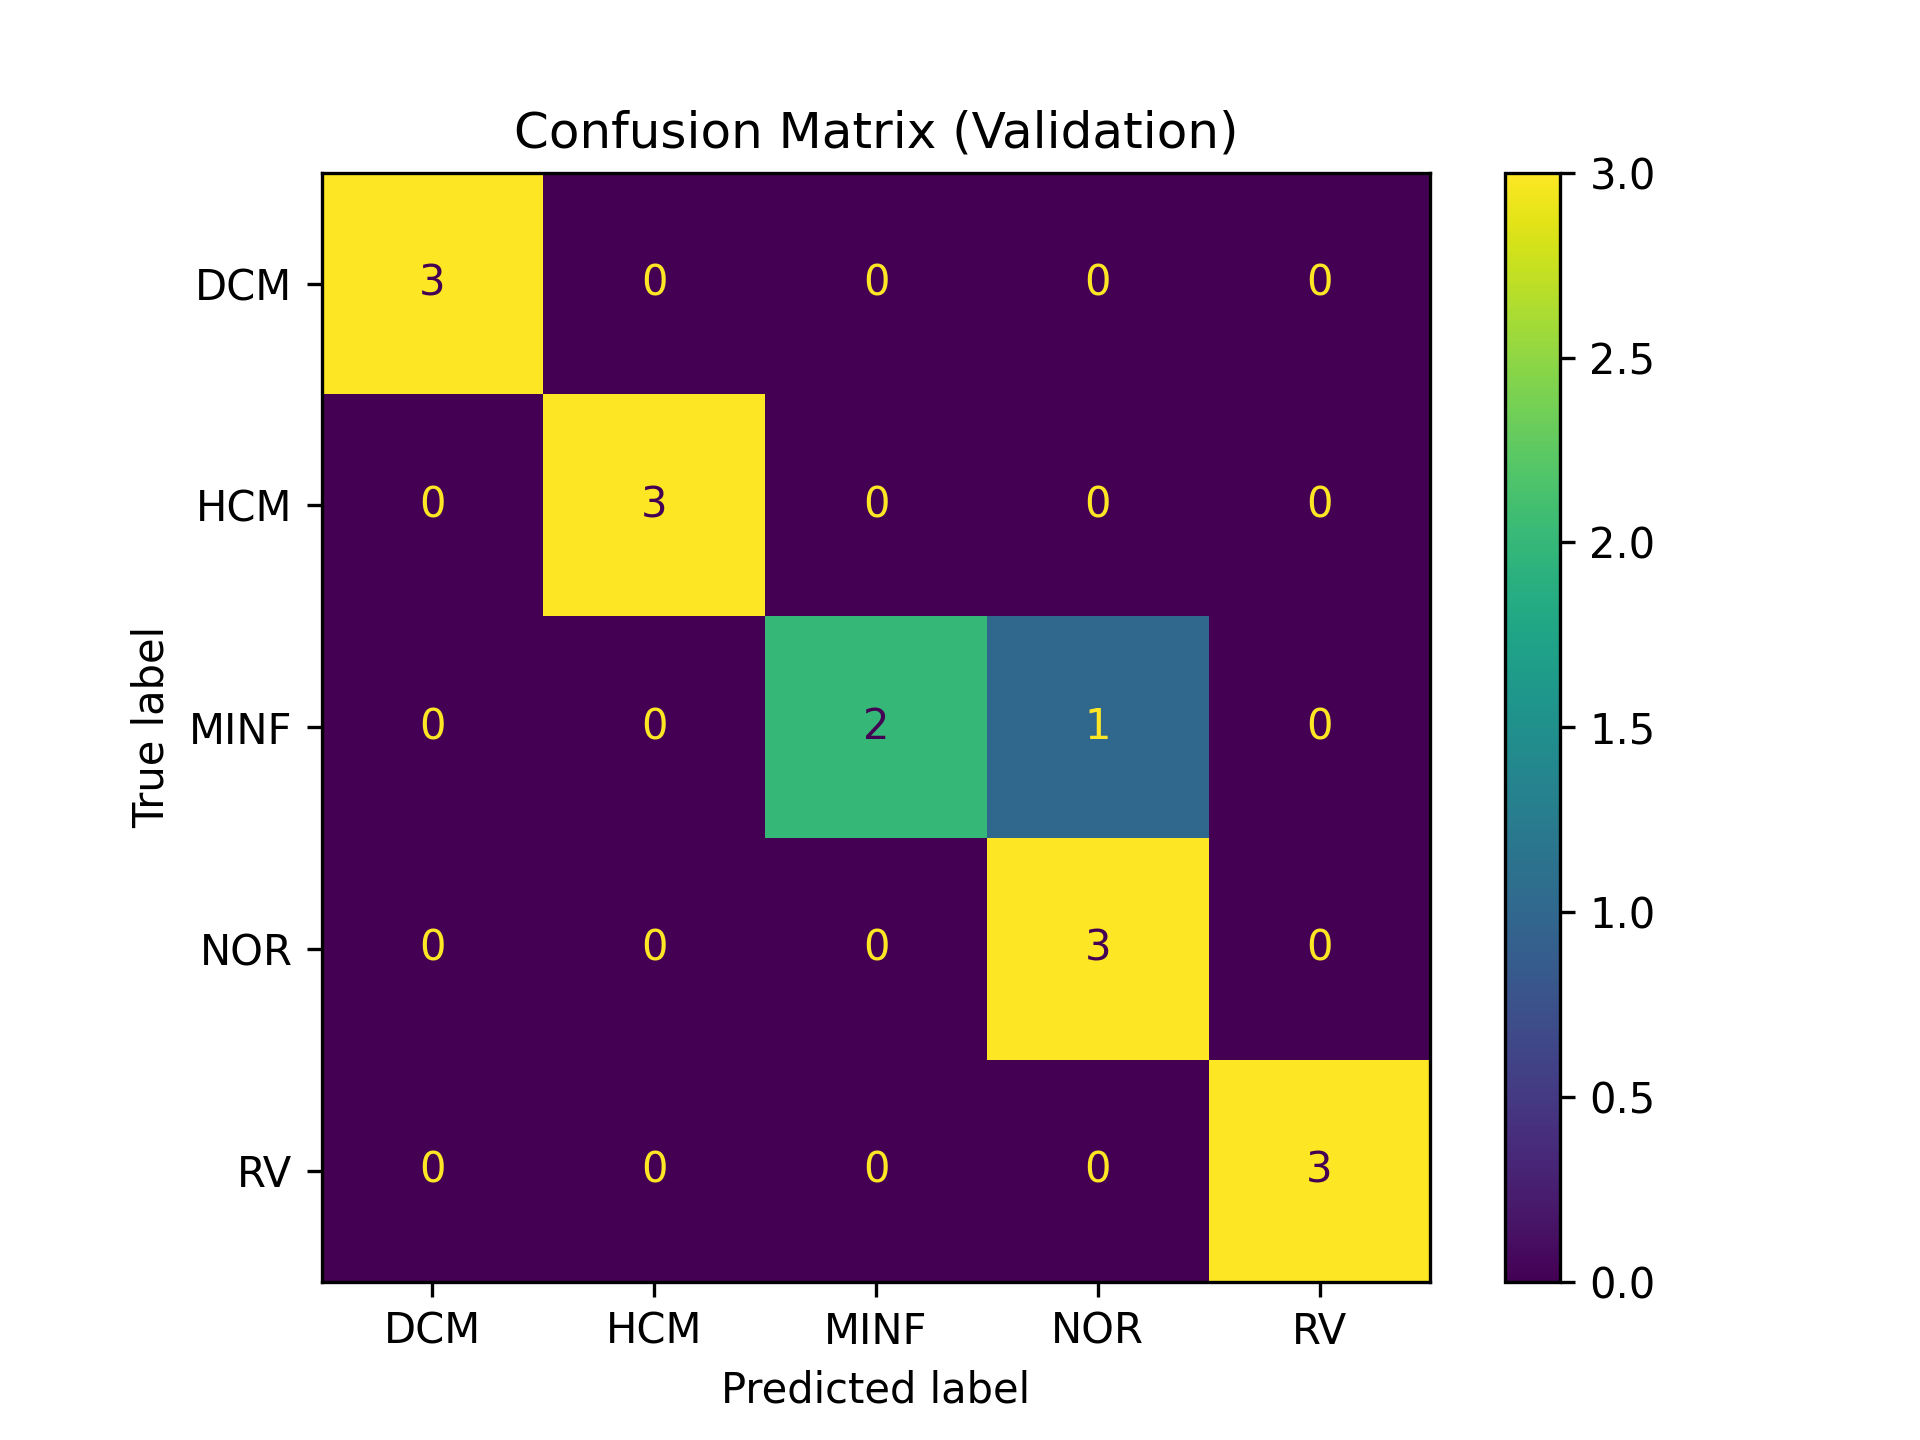 Confusion Matrix (Validation)
True label
DCM 3 0 0 0 0
HCM 0 3 0 0 0
MINF 0 0 2 1 0
NOR 0 0 0 3 0
RV 0 0 0 0 3
DCM HCM MINF NOR RV
Predicted label
3.0
2.5
2.0
1.5
1.0
0.5
0.0